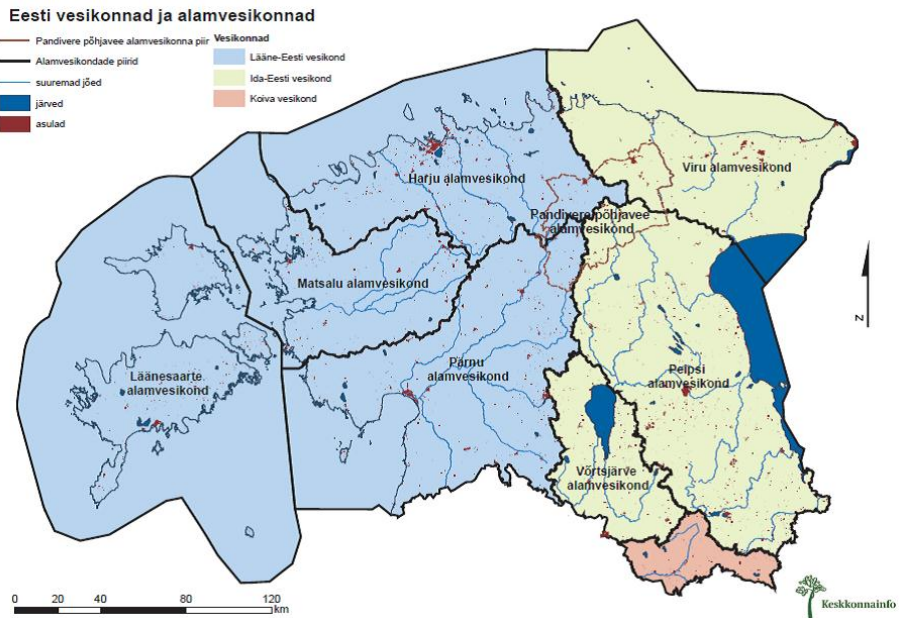 Eesti vesikonnad ja alamvesikonnad
Pandivere põhjavee alamvesikonna piir
Alamvesikondade piirid
suuremad jõed
järved
asulad
Vesikonnad
Lääne-Eesti vesikond
Ida-Eesti vesikond
Koiva vesikond
Harju alamvesikond
Viru alamvesikond
Pandivere põhjavee
alamvesikond
Matsalu alamvesikond
Läänesaarte
alamvesikond
Pärnu
alamvesikond
Peipsi
alamvesikond
Võrtsjärve
alamvesikond
N
0 20 40 80 120
km
Keskkonnainfo